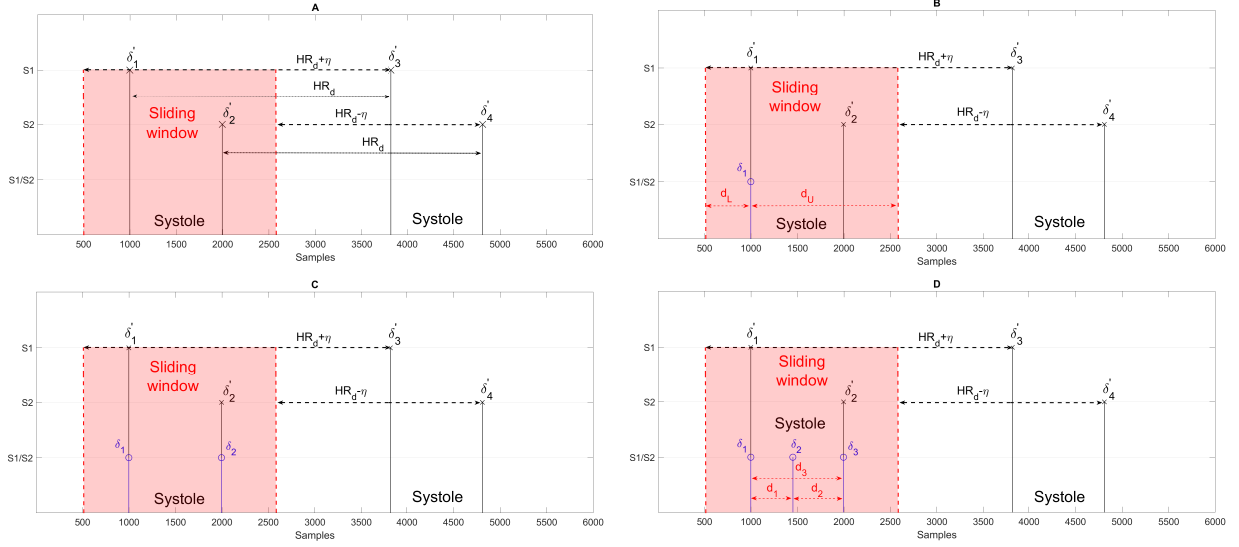 A
δ'1
HRd+η
δ'3
S1
HRd
Sliding
window
δ'2
HRd-η
δ'4
S2
HRd
S1/S2
Systole
Systole
500 1000 1500 2000 2500 3000 3500 4000 4500 5000 5500 6000
Samples
B
δ'1
HRd+η
δ'3
S1
Sliding
window
δ'2
HRd-η
δ'4
S2
δ1
S1/S2
dL
dU
Systole
Systole
500 1000 1500 2000 2500 3000 3500 4000 4500 5000 5500 6000
Samples
C
δ'1
HRd+η
δ'3
S1
Sliding
window
δ'2
HRd-η
δ'4
S2
δ1
δ2
S1/S2
Systole
Systole
500 1000 1500 2000 2500 3000 3500 4000 4500 5000 5500 6000
Samples
D
δ'1
HRd+η
δ'3
S1
Sliding
window
δ'2
HRd-η
δ'4
S2
Systole
δ1 δ2 δ3
S1/S2
d3
d1 d2
Systole
500 1000 1500 2000 2500 3000 3500 4000 4500 5000 5500 6000
Samples